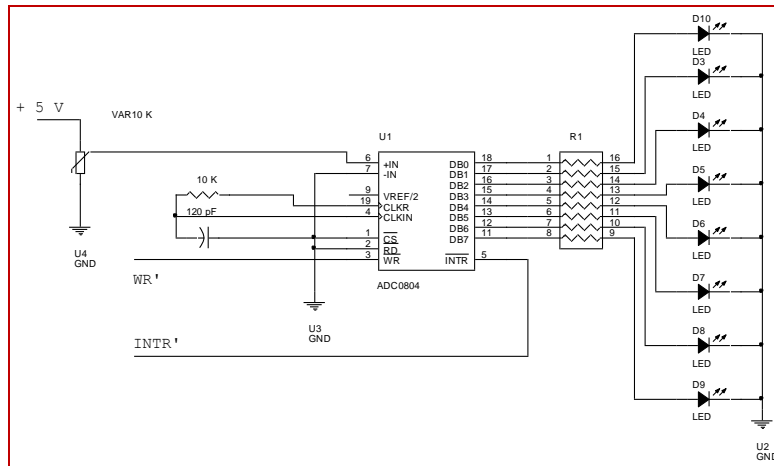 + 5 V
VAR10 K
U4
GND
10 K
120 pF
WR'
INTR'
U3
GND
U1
6 +IN
7 -IN
9 VREF/2
19 CLKR
4 CLKIN
1 CS
2 RD
3 WR
DB0 18
DB1 17
DB2 16
DB3 15
DB4 14
DB5 13
DB6 12
DB7 11
INTR 5
ADC0804
R1
1 16
2 15
3 14
4 13
5 12
6 11
7 10
8 9
D10
LED
D3
LED
D4
LED
D5
LED
D6
LED
D7
LED
D8
LED
D9
LED
U2
GND